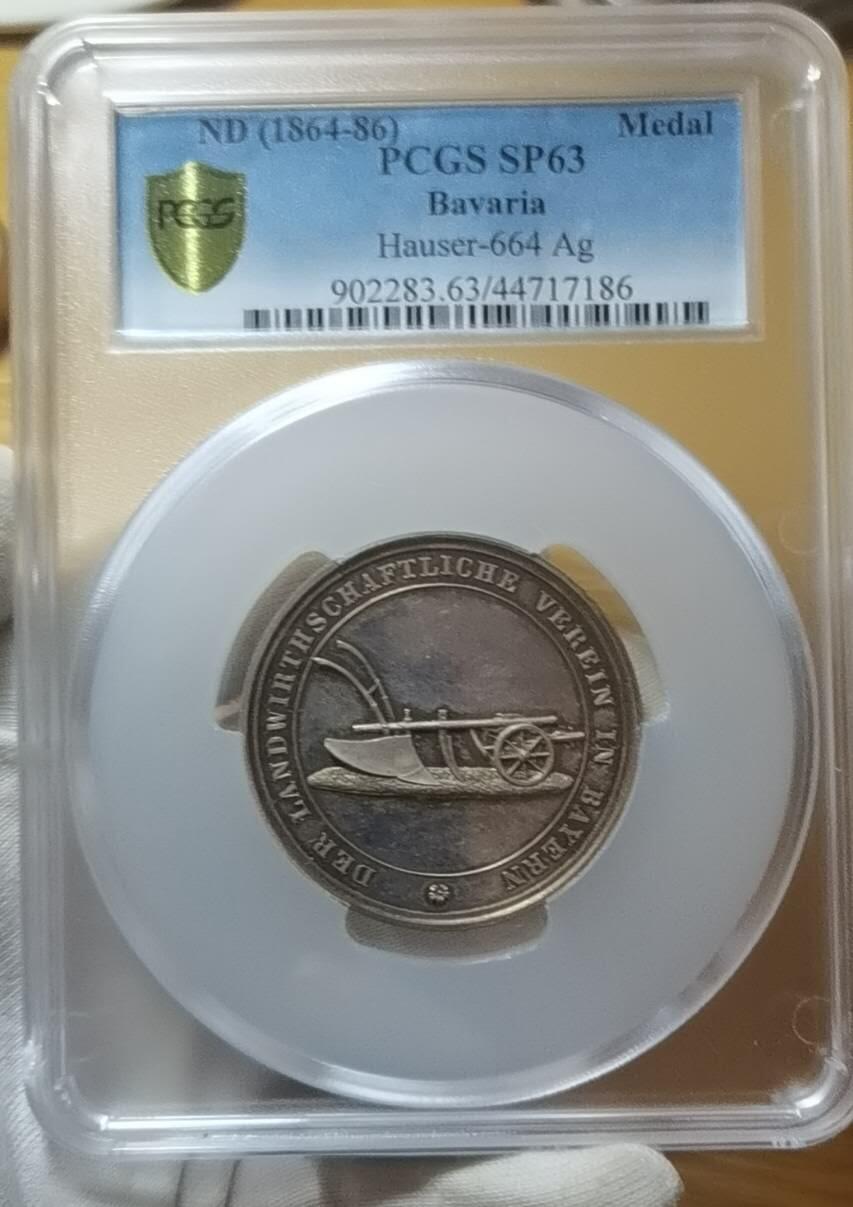 ND (1864-86) Medal
PCGS SP63
PCGS
Bavaria
Hauser-664 Ag
902283.63/44717186
DER LANDWIRTHSCHAFTLICHE VEREIN IN BAYERN